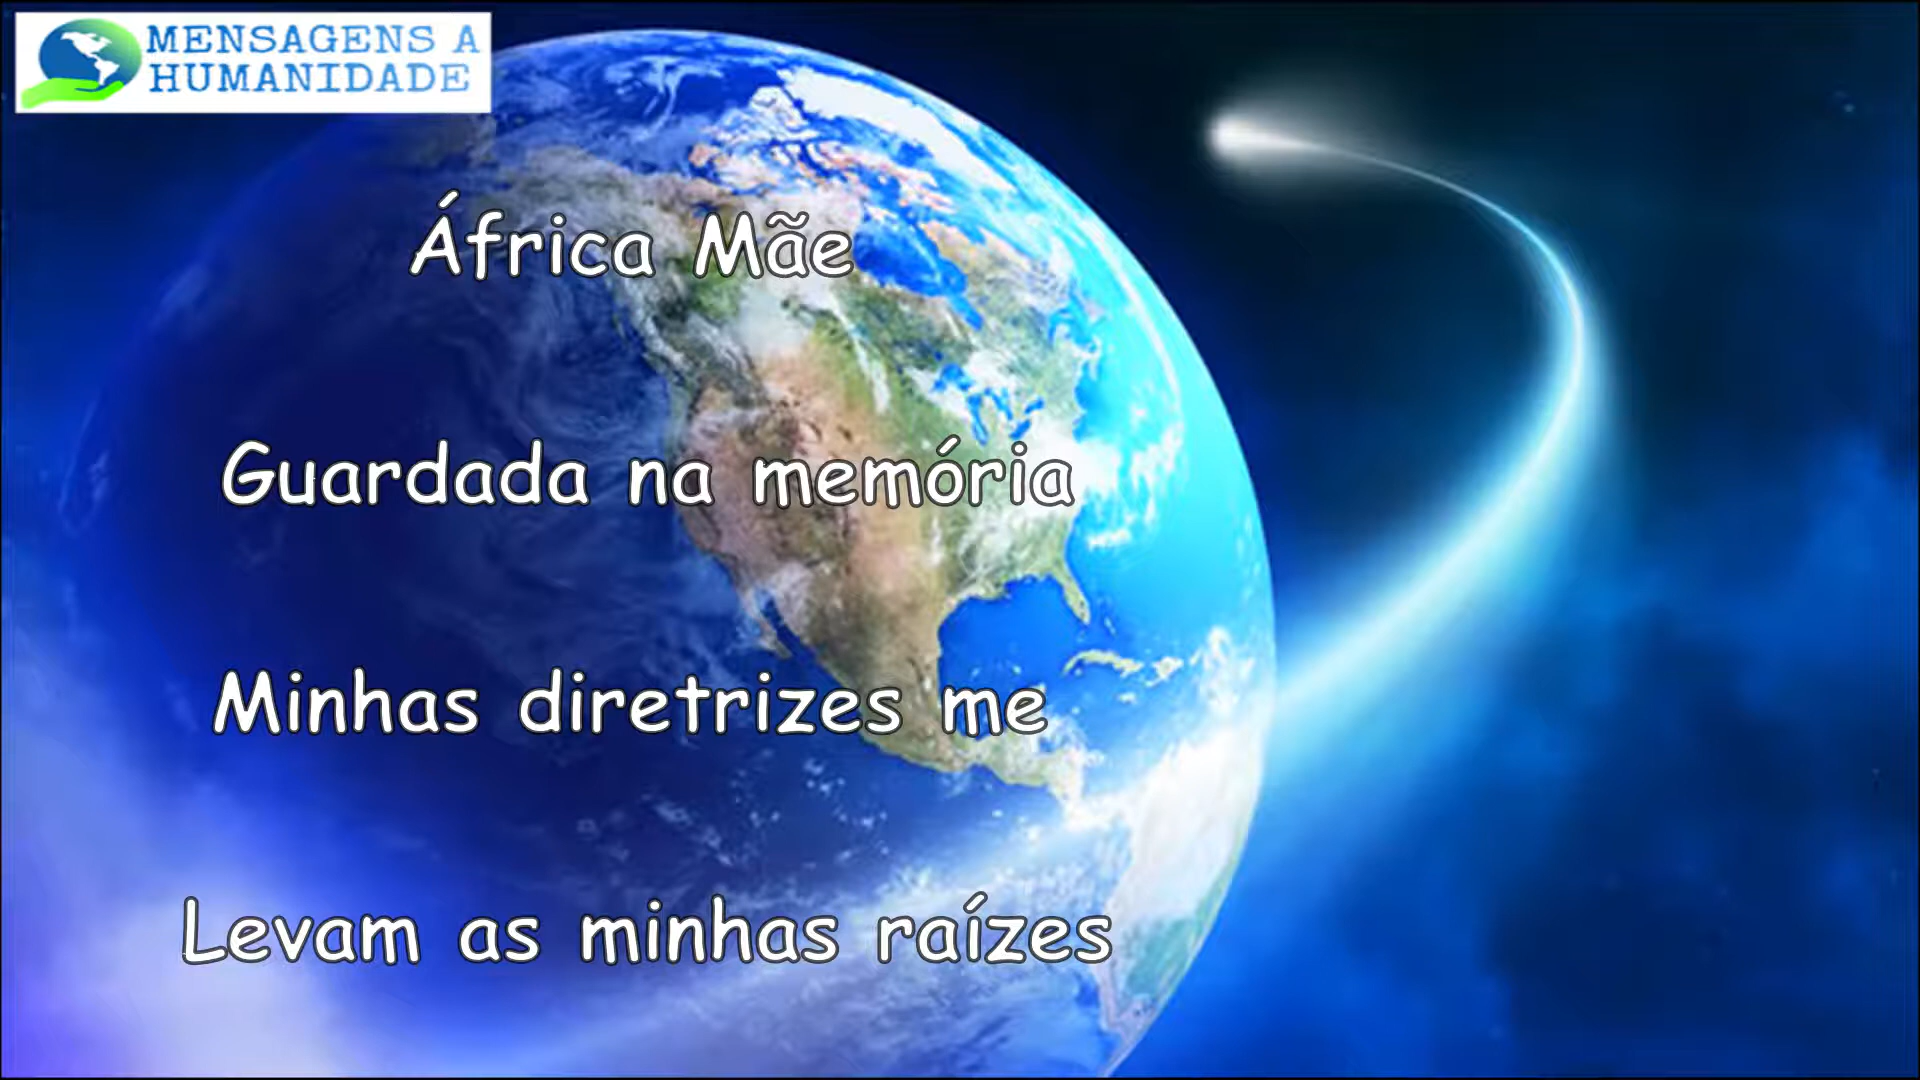 MENSAGENS A
HUMANIDADE
África Mãe
Guardada na memória
Minhas diretrizes me
Levam as minhas raízes